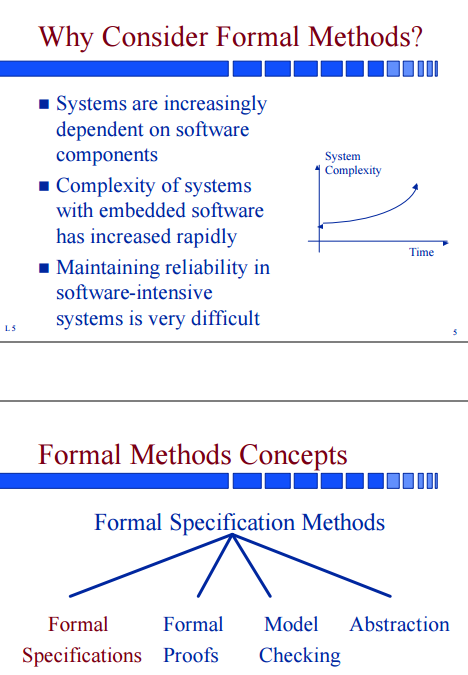 Why Consider Formal Methods?
■ Systems are increasingly
dependent on software
components
■ Complexity of systems
with embedded software
has increased rapidly
■ Maintaining reliability in
software-intensive
systems is very difficult
System
Complexity
Time
L 5
5
Formal Methods Concepts
Formal Specification Methods
Formal
Specifications
Formal
Proofs
Model
Checking
Abstraction